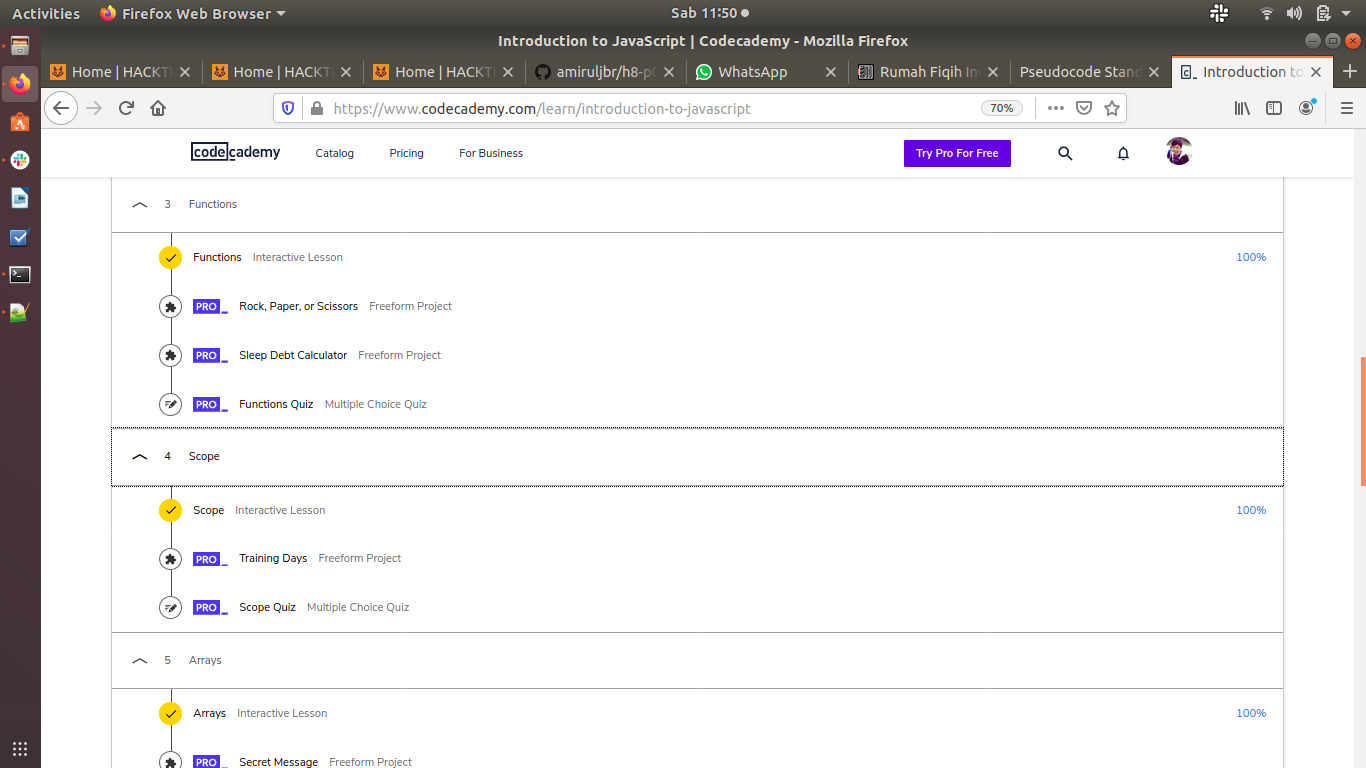 Activities Firefox Web Browser Sab 11:50
Introduction to JavaScript | Codecademy - Mozilla Firefox
Home | HACKTI Home | HACKTI Home | HACKTI amiruljbr/h8-p0 WhatsApp Rumah Fiqih In Pseudocode Stand Introduction to
https://www.codecademy.com/learn/introduction-to-javascript 70%
codecademy Catalog Pricing For Business Try Pro For Free
3 Functions
Functions Interactive Lesson 100%
PRO Rock, Paper, or Scissors Freeform Project
PRO Sleep Debt Calculator Freeform Project
PRO Functions Quiz Multiple Choice Quiz
4 Scope
Scope Interactive Lesson 100%
PRO Training Days Freeform Project
PRO Scope Quiz Multiple Choice Quiz
5 Arrays
Arrays Interactive Lesson 100%
PRO Secret Message Freeform Project